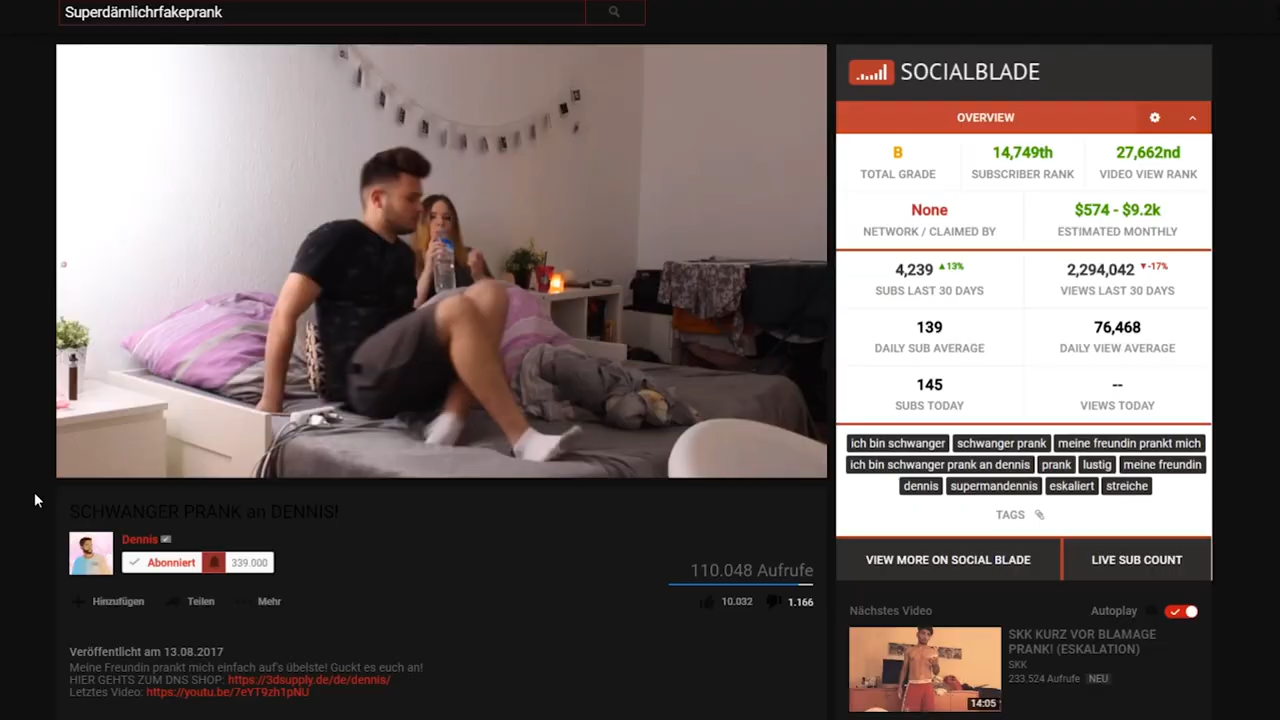 Superdämlichrfakeprank
SOCIALBLADE
OVERVIEW
B
14,749th
27,662nd
TOTAL GRADE
SUBSCRIBER RANK
VIDEO VIEW RANK
None
$574 - $9.2k
NETWORK / CLAIMED BY
ESTIMATED MONTHLY
4,239 ▲13%
2,294,042 ▼-17%
SUBS LAST 30 DAYS
VIEWS LAST 30 DAYS
139
76,468
DAILY SUB AVERAGE
DAILY VIEW AVERAGE
145
--
SUBS TODAY
VIEWS TODAY
ich bin schwanger schwanger prank meine freundin prankt mich
ich bin schwanger prank an dennis prank lustig meine freundin
dennis supermandennis eskaliert streiche
TAGS
VIEW MORE ON SOCIAL BLADE
LIVE SUB COUNT
SCHWANGER PRANK an DENNIS!
Dennis
Abonniert 339.000
110.048 Aufrufe
Hinzufügen Teilen Mehr
10.032 1.166
Veröffentlicht am 13.08.2017
Meine Freundin prankt mich einfach auf's übelste! Guckt es euch an!
HIER GEHTS ZUM DNS SHOP: https://3dsupply.de/de/dennis/
Letztes Video: https://youtu.be/7eYT9zh1pNU
Nächstes Video
Autoplay
SKK KURZ VOR BLAMAGE
PRANK! (ESKALATION)
SKK
233.524 Aufrufe NEU
14:05